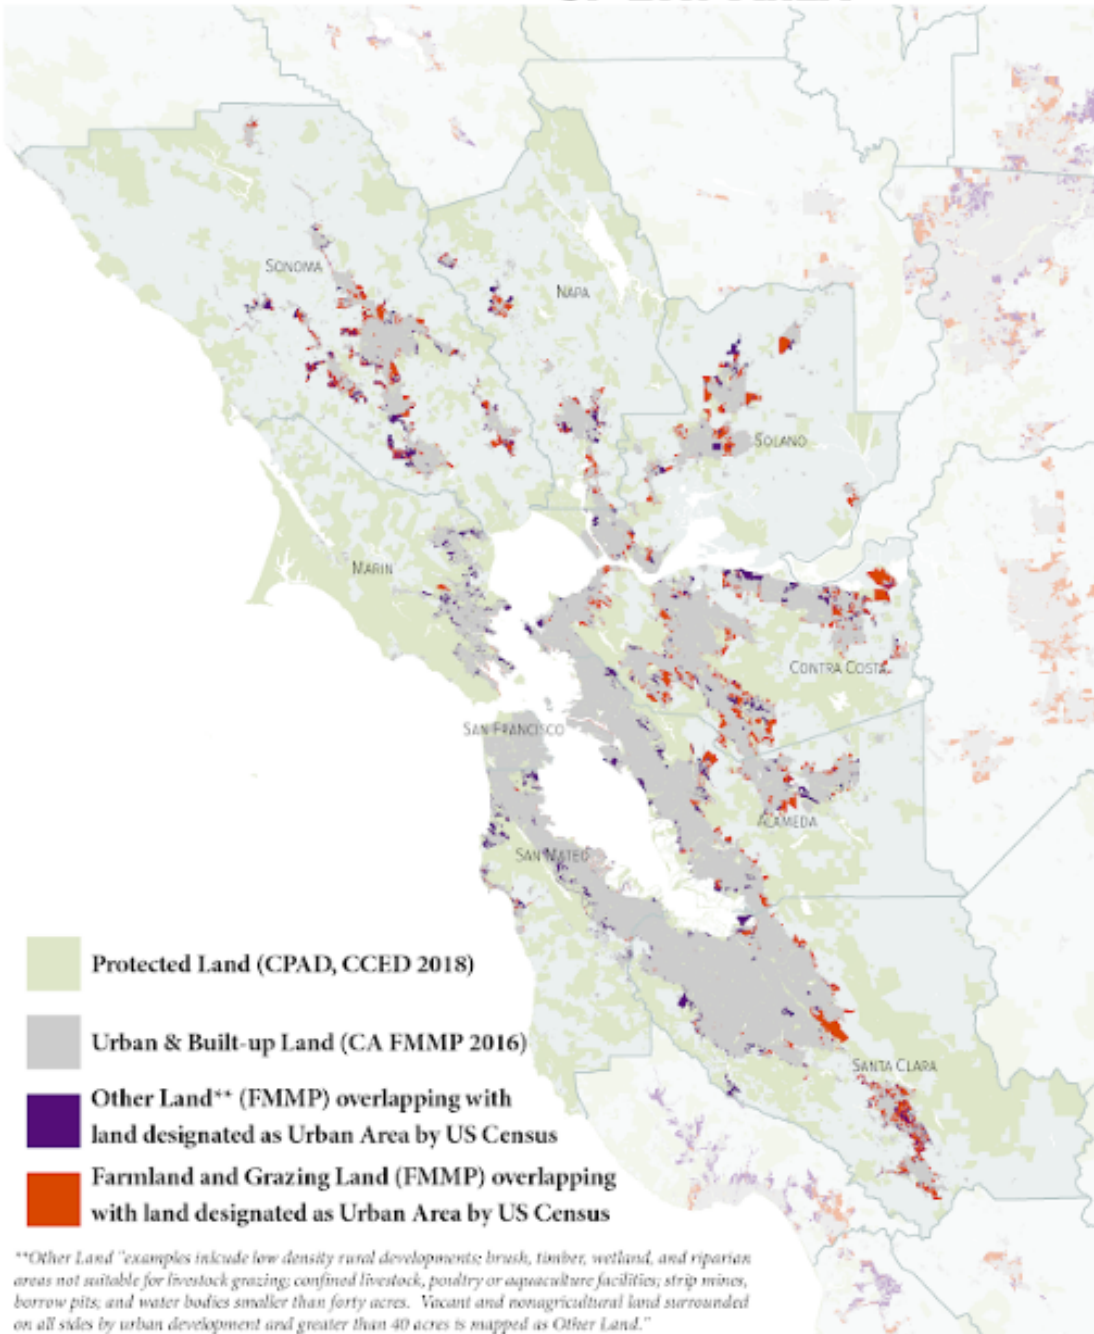 SONOMA
NAPA
SOLANO
MARIN
CONTRA COSTA
SAN FRANCISCO
ALAMEDA
SAN MATEO
Protected Land (CPAD, CCED 2018)
Urban & Built-up Land (CA FMMP 2016)
SANTA CLARA
Other Land** (FMMP) overlapping with
land designated as Urban Area by US Census
Farmland and Grazing Land (FMMP) overlapping
with land designated as Urban Area by US Census
**Other Land "examples inlcude low density rural developments; brush, timber, wetland, and riparian
areas not suitable for livestock grazing; confined livestock, poultry or aquaculture facilities; strip mines,
borrow pits; and water bodies smaller than forty acres. Vacant and nonagricultural land surrounded
on all sides by urban development and greater than 40 acres is mapped as Other Land."